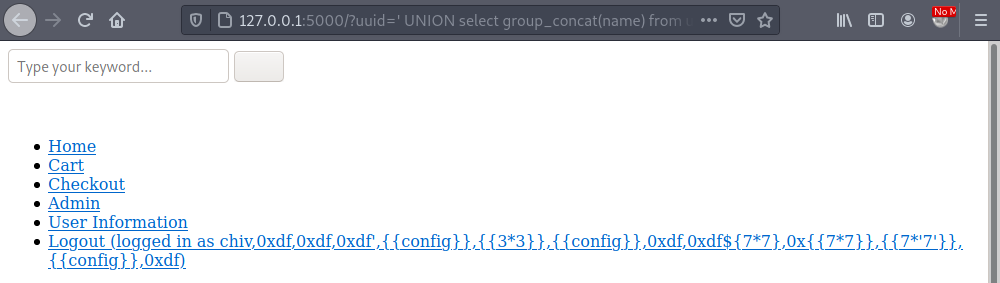 127.0.0.1:5000/?uuid=' UNION select group_concat(name) from
No M
Type your keyword...
Home
Cart
Checkout
Admin
User Information
Logout (logged in as chiv,0xdf,0xdf,0xdf',{{config}},{{3*3}},{{config}},0xdf,0xdf${7*7},0x{{7*7}},{{7*'7'}},
{{config}},0xdf)